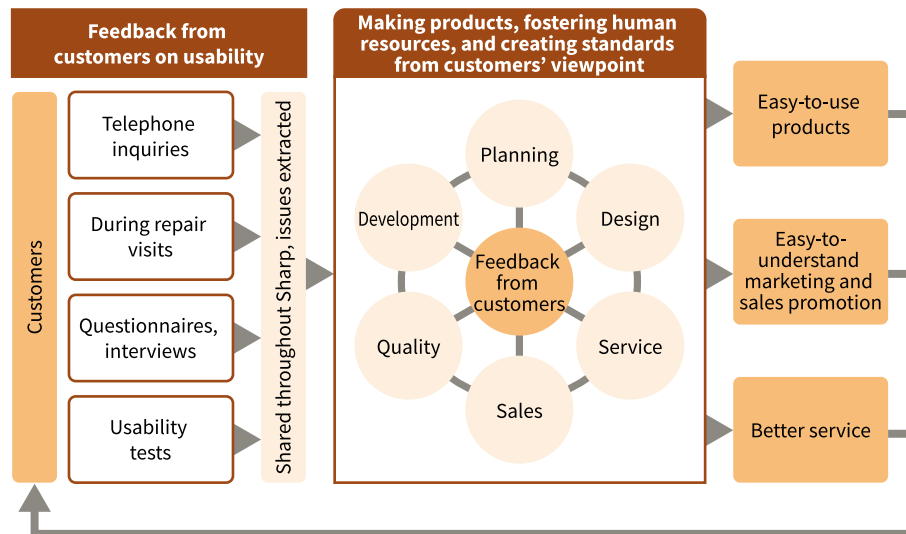 Feedback from
customers on usability
Customers
Telephone
inquiries
During repair
visits
Questionnaires,
interviews
Usability
tests
Shared throughout Sharp, issues extracted
Making products, fostering human
resources, and creating standards
from customers’ viewpoint
Planning
Development
Design
Feedback
from
customers
Quality
Service
Sales
Easy-to-use
products
Easy-to-
understand
marketing and
sales promotion
Better service